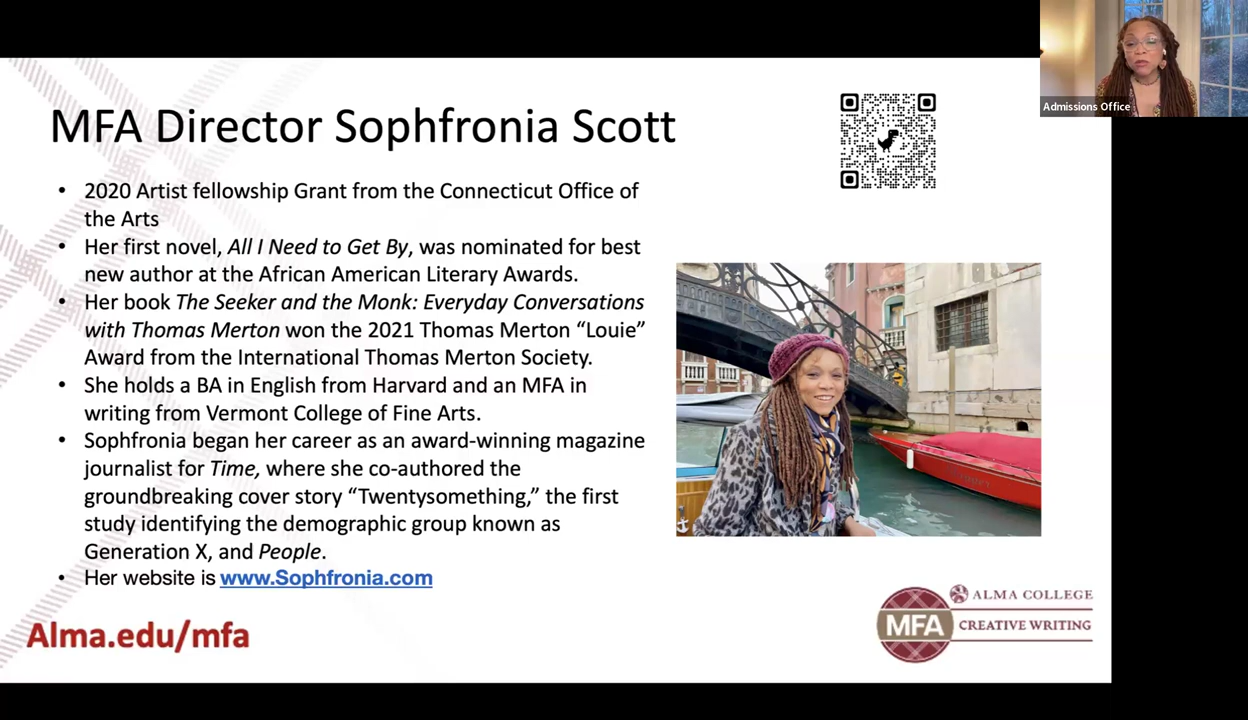 MFA Director Sophfronia Scott
• 2020 Artist fellowship Grant from the Connecticut Office of
the Arts
• Her first novel, All I Need to Get By, was nominated for best
new author at the African American Literary Awards.
• Her book The Seeker and the Monk: Everyday Conversations
with Thomas Merton won the 2021 Thomas Merton “Louie”
Award from the International Thomas Merton Society.
• She holds a BA in English from Harvard and an MFA in
writing from Vermont College of Fine Arts.
• Sophfronia began her career as an award-winning magazine
journalist for Time, where she co-authored the
groundbreaking cover story “Twentysomething,” the first
study identifying the demographic group known as
Generation X, and People.
• Her website is www.Sophfronia.com
Alma.edu/mfa
Admissions Office
ALMA COLLEGE
MFA
CREATIVE WRITING